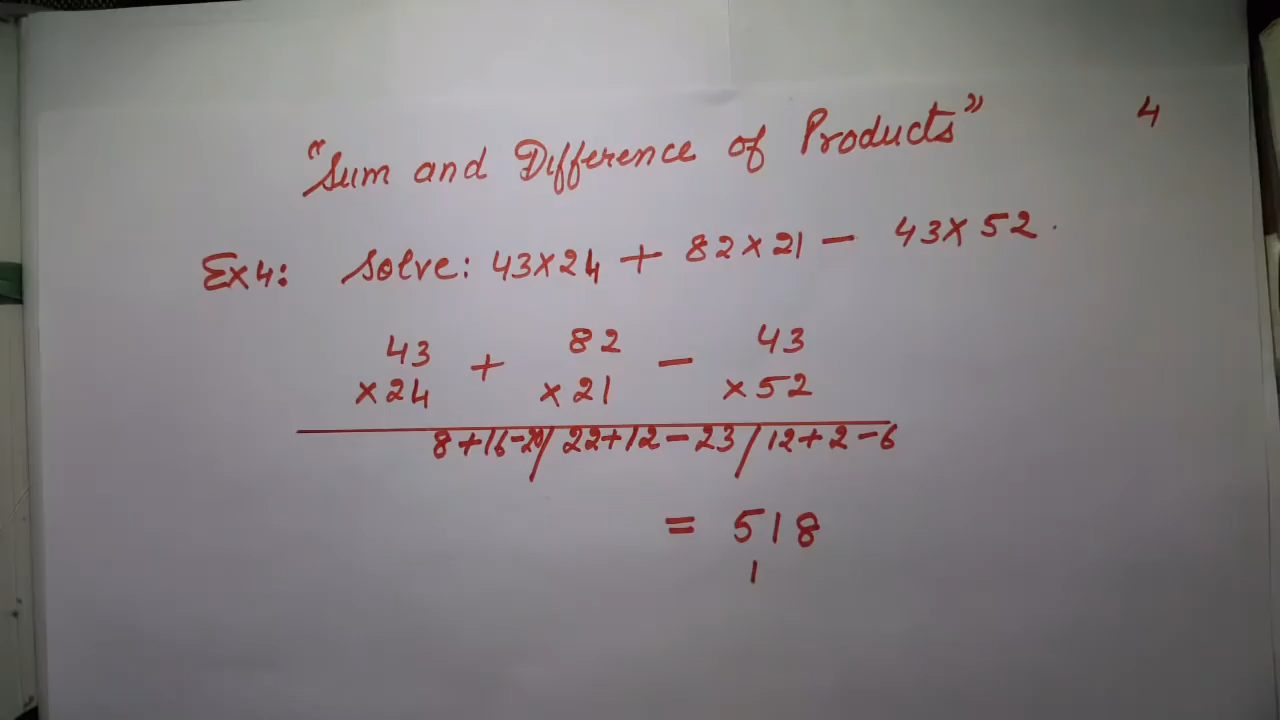 4
"Sum and Difference of Products"
Ex4: Solve: 43×24 + 82×21 - 43×52.
43 + 82 - 43
×24 ×21 ×52
8+16-20/22+12-23/12+2-6
= 518
1